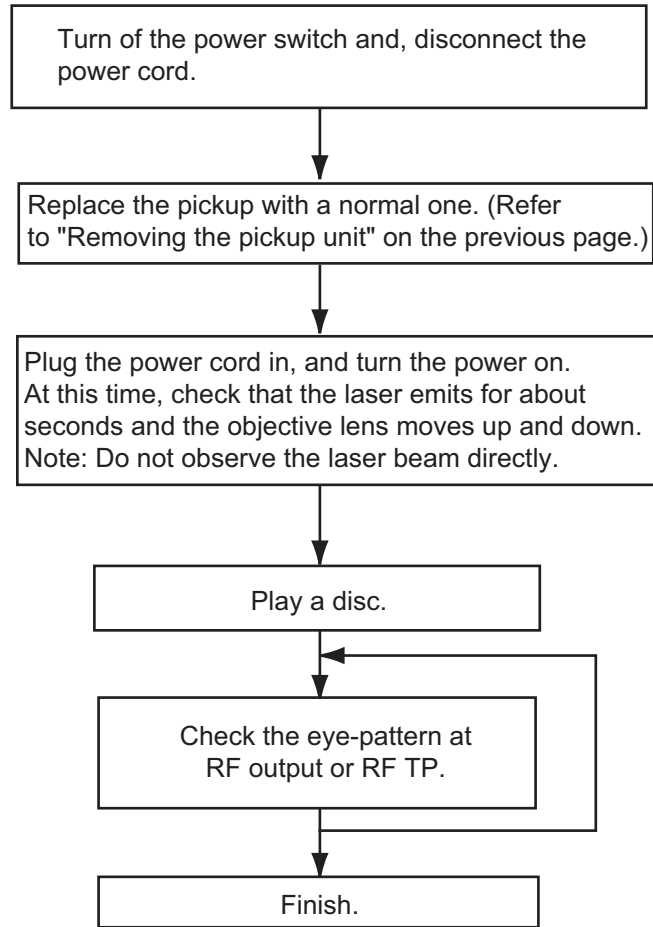 Turn of the power switch and, disconnect the
power cord.
Replace the pickup with a normal one. (Refer
to "Removing the pickup unit" on the previous page.)
Plug the power cord in, and turn the power on.
At this time, check that the laser emits for about
seconds and the objective lens moves up and down.
Note: Do not observe the laser beam directly.
Play a disc.
Check the eye-pattern at
RF output or RF TP.
Finish.